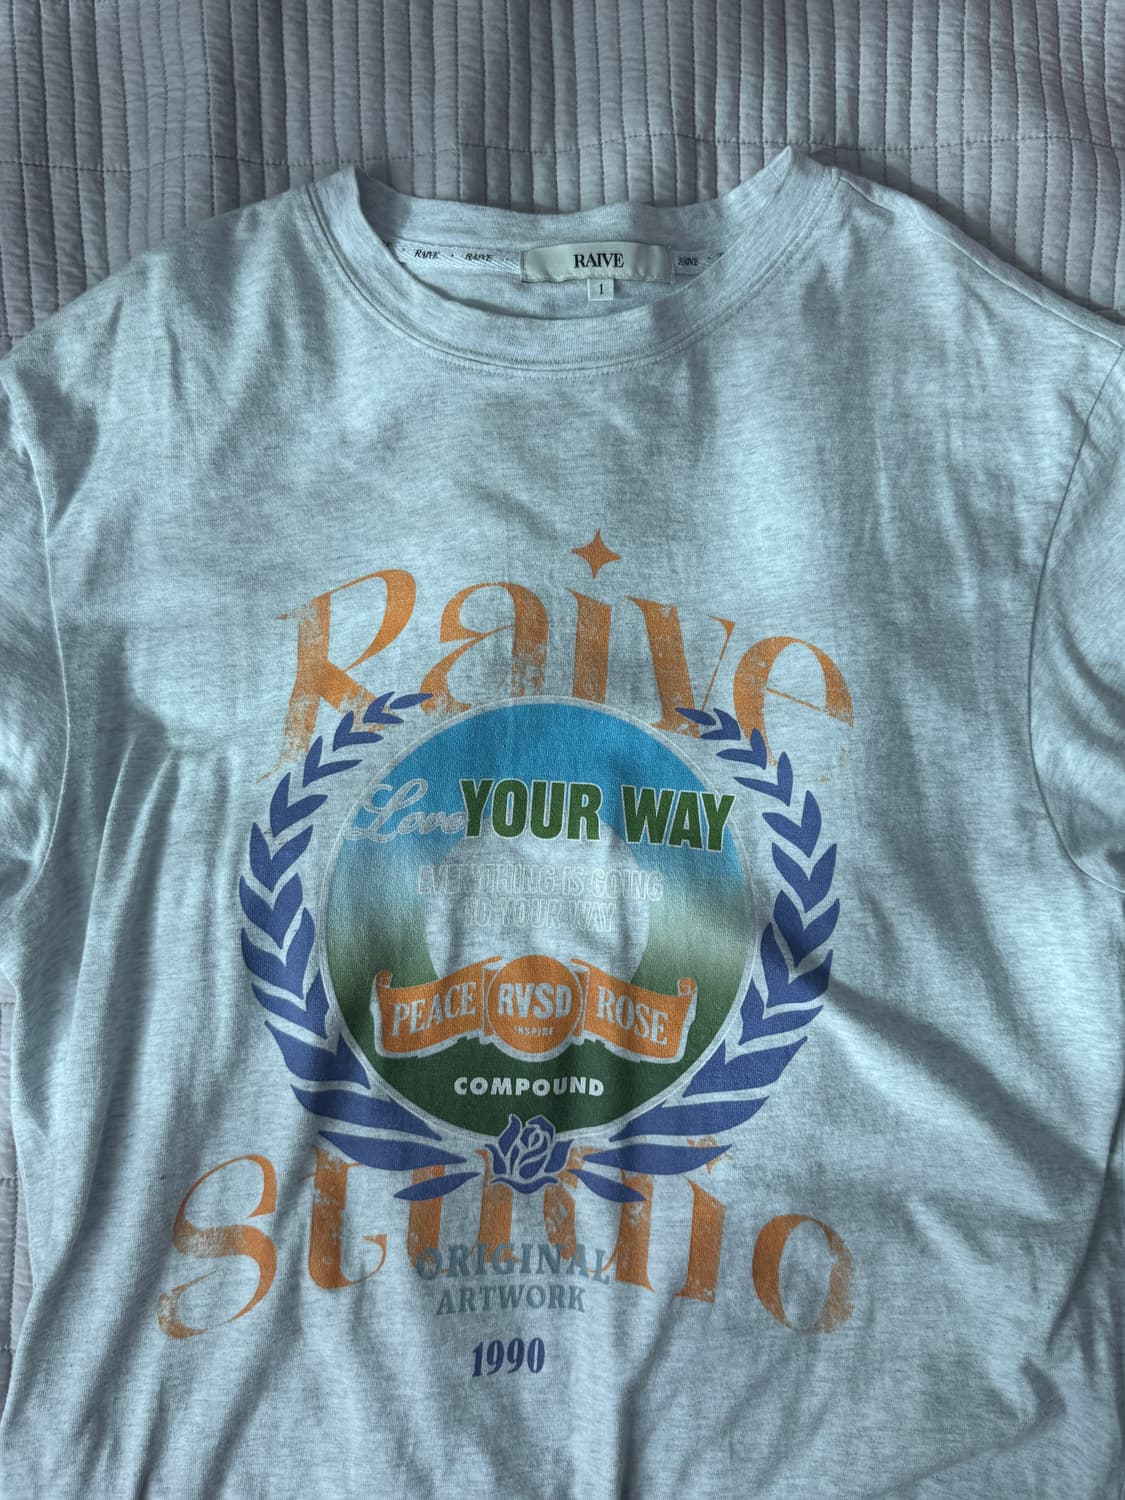 RAIVE RAIVE RAIVE RAIVE
1
Raive
Love YOUR WAY
EVERYTHING IS GOING
TO YOUR WAY
PEACE RVSD ROSE
INSPIRE
COMPOUND
Studio
ORIGINAL
ARTWORK
1990